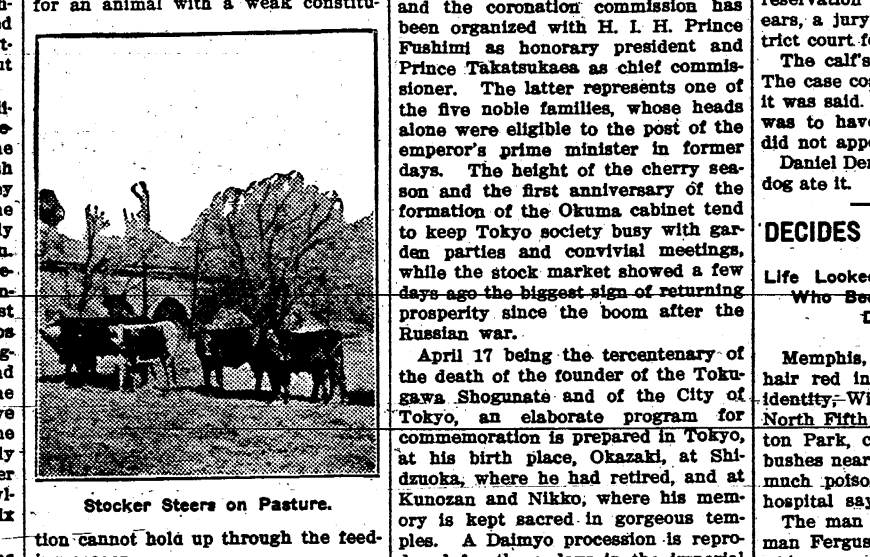 for an animal with a weak constitu-
Stocker Steers on Pasture.
tion cannot hold up through the feed-
and the coronation commission has
been organized with H. I. H. Prince
Fushimi as honorary president and
Prince Takatsukaea as chief commis-
sioner. The latter represents one of
the five noble families, whose heads
alone were eligible to the post of the
emperor's prime minister in former
days. The height of the cherry sea-
son and the first anniversary of the
formation of the Okuma cabinet tend
to keep Tokyo society busy with gar-
den parties and convivial meetings,
while the stock market showed a few
days ago the biggest sign of returning
prosperity since the boom after the
Russian war.
April 17 being the tercentenary of
the death of the founder of the Toku-
gawa Shogunate and of the City of
Tokyo, an elaborate program for
commemoration is prepared in Tokyo,
at his birth place, Okazaki, at Shi-
dzuoka, where he had retired, and at
Kunozan and Nikko, where his mem-
ory is kept sacred in gorgeous tem-
ples. A Daimyo procession is repro-
ears, a jury
trict court
The calf's
The case
it was said.
was to have
did not
Daniel
dog ate it.
DECIDES
Life
Who
Memphis,
hair red in
identity,
North Fifth
ton Park,
bushes near
much
hospital
The man
man